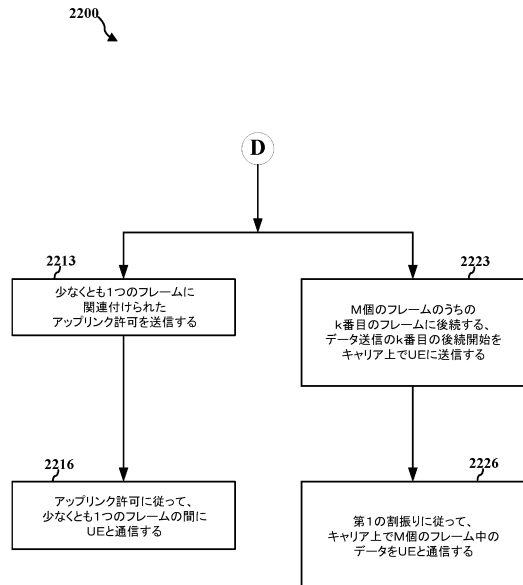 2200
D
2213
少なくとも1つのフレームに
関連付けられた
アップリンク許可を送信する
2223
M個のフレームのうちの
k番目のフレームに後続する、
データ送信のk番目の後続開始を
キャリア上でUEに送信する
2216
アップリンク許可に従って、
少なくとも1つのフレームの間に
UEと通信する
2226
第1の割振りに従って、
キャリア上でM個のフレーム中の
データをUEと通信する